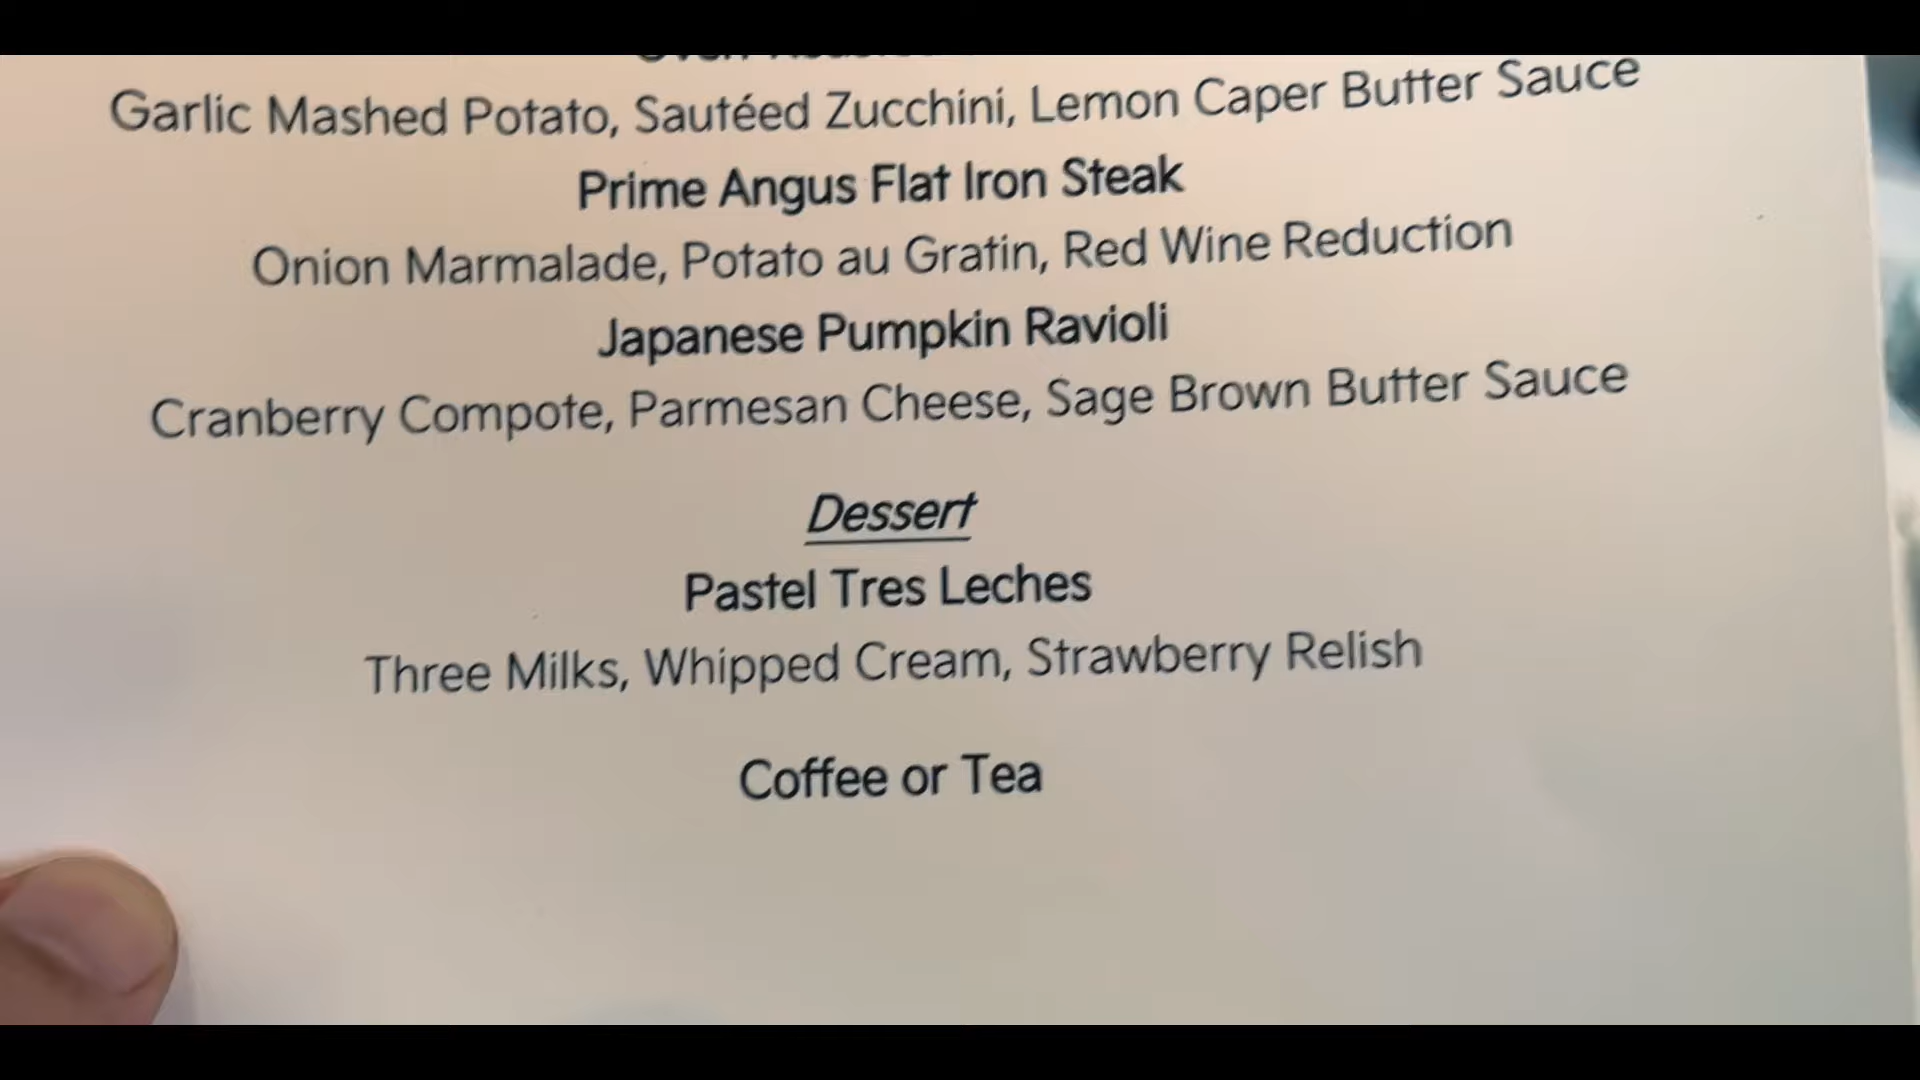 Garlic Mashed Potato, Sautéed Zucchini, Lemon Caper Butter Sauce
Prime Angus Flat Iron Steak
Onion Marmalade, Potato au Gratin, Red Wine Reduction
Japanese Pumpkin Ravioli
Cranberry Compote, Parmesan Cheese, Sage Brown Butter Sauce
Dessert
Pastel Tres Leches
Three Milks, Whipped Cream, Strawberry Relish
Coffee or Tea